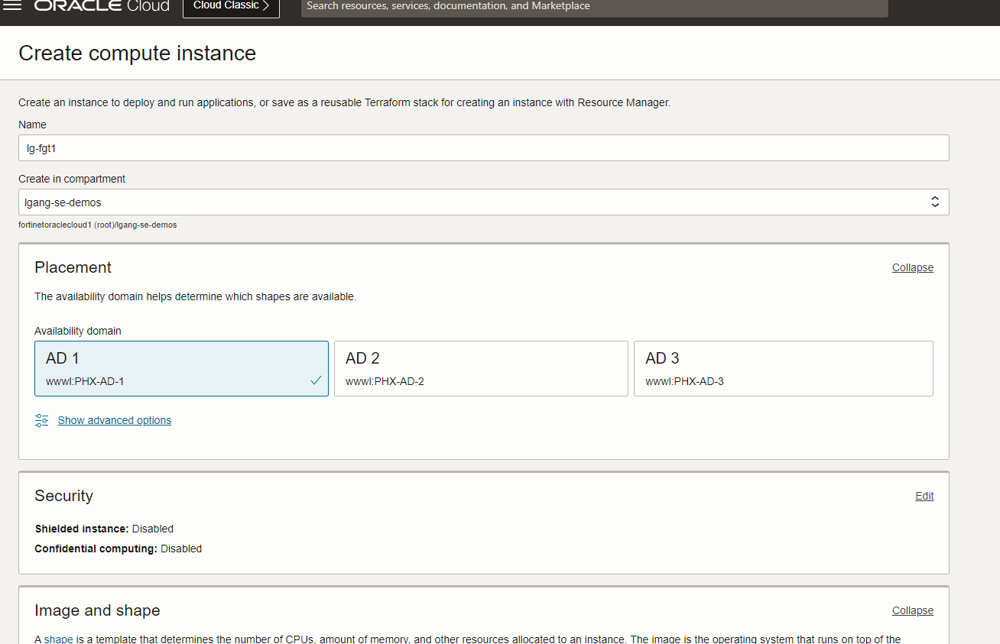 ORACLE Cloud
Cloud Classic >
Search resources, services, documentation, and Marketplace
Create compute instance
Create an instance to deploy and run applications, or save as a reusable Terraform stack for creating an instance with Resource Manager.
Name
lg-fgt1
Create in compartment
lgang-se-demos
fortinetoraclecloud1 (root)/lgang-se-demos
Placement
Collapse
The availability domain helps determine which shapes are available.
Availability domain
AD 1
wwwl:PHX-AD-1
AD 2
wwwl:PHX-AD-2
AD 3
wwwl:PHX-AD-3
Show advanced options
Security
Edit
Shielded instance: Disabled
Confidential computing: Disabled
Image and shape
Collapse
A shape is a template that determines the number of CPUs, amount of memory, and other resources allocated to an instance. The image is the operating system that runs on top of the